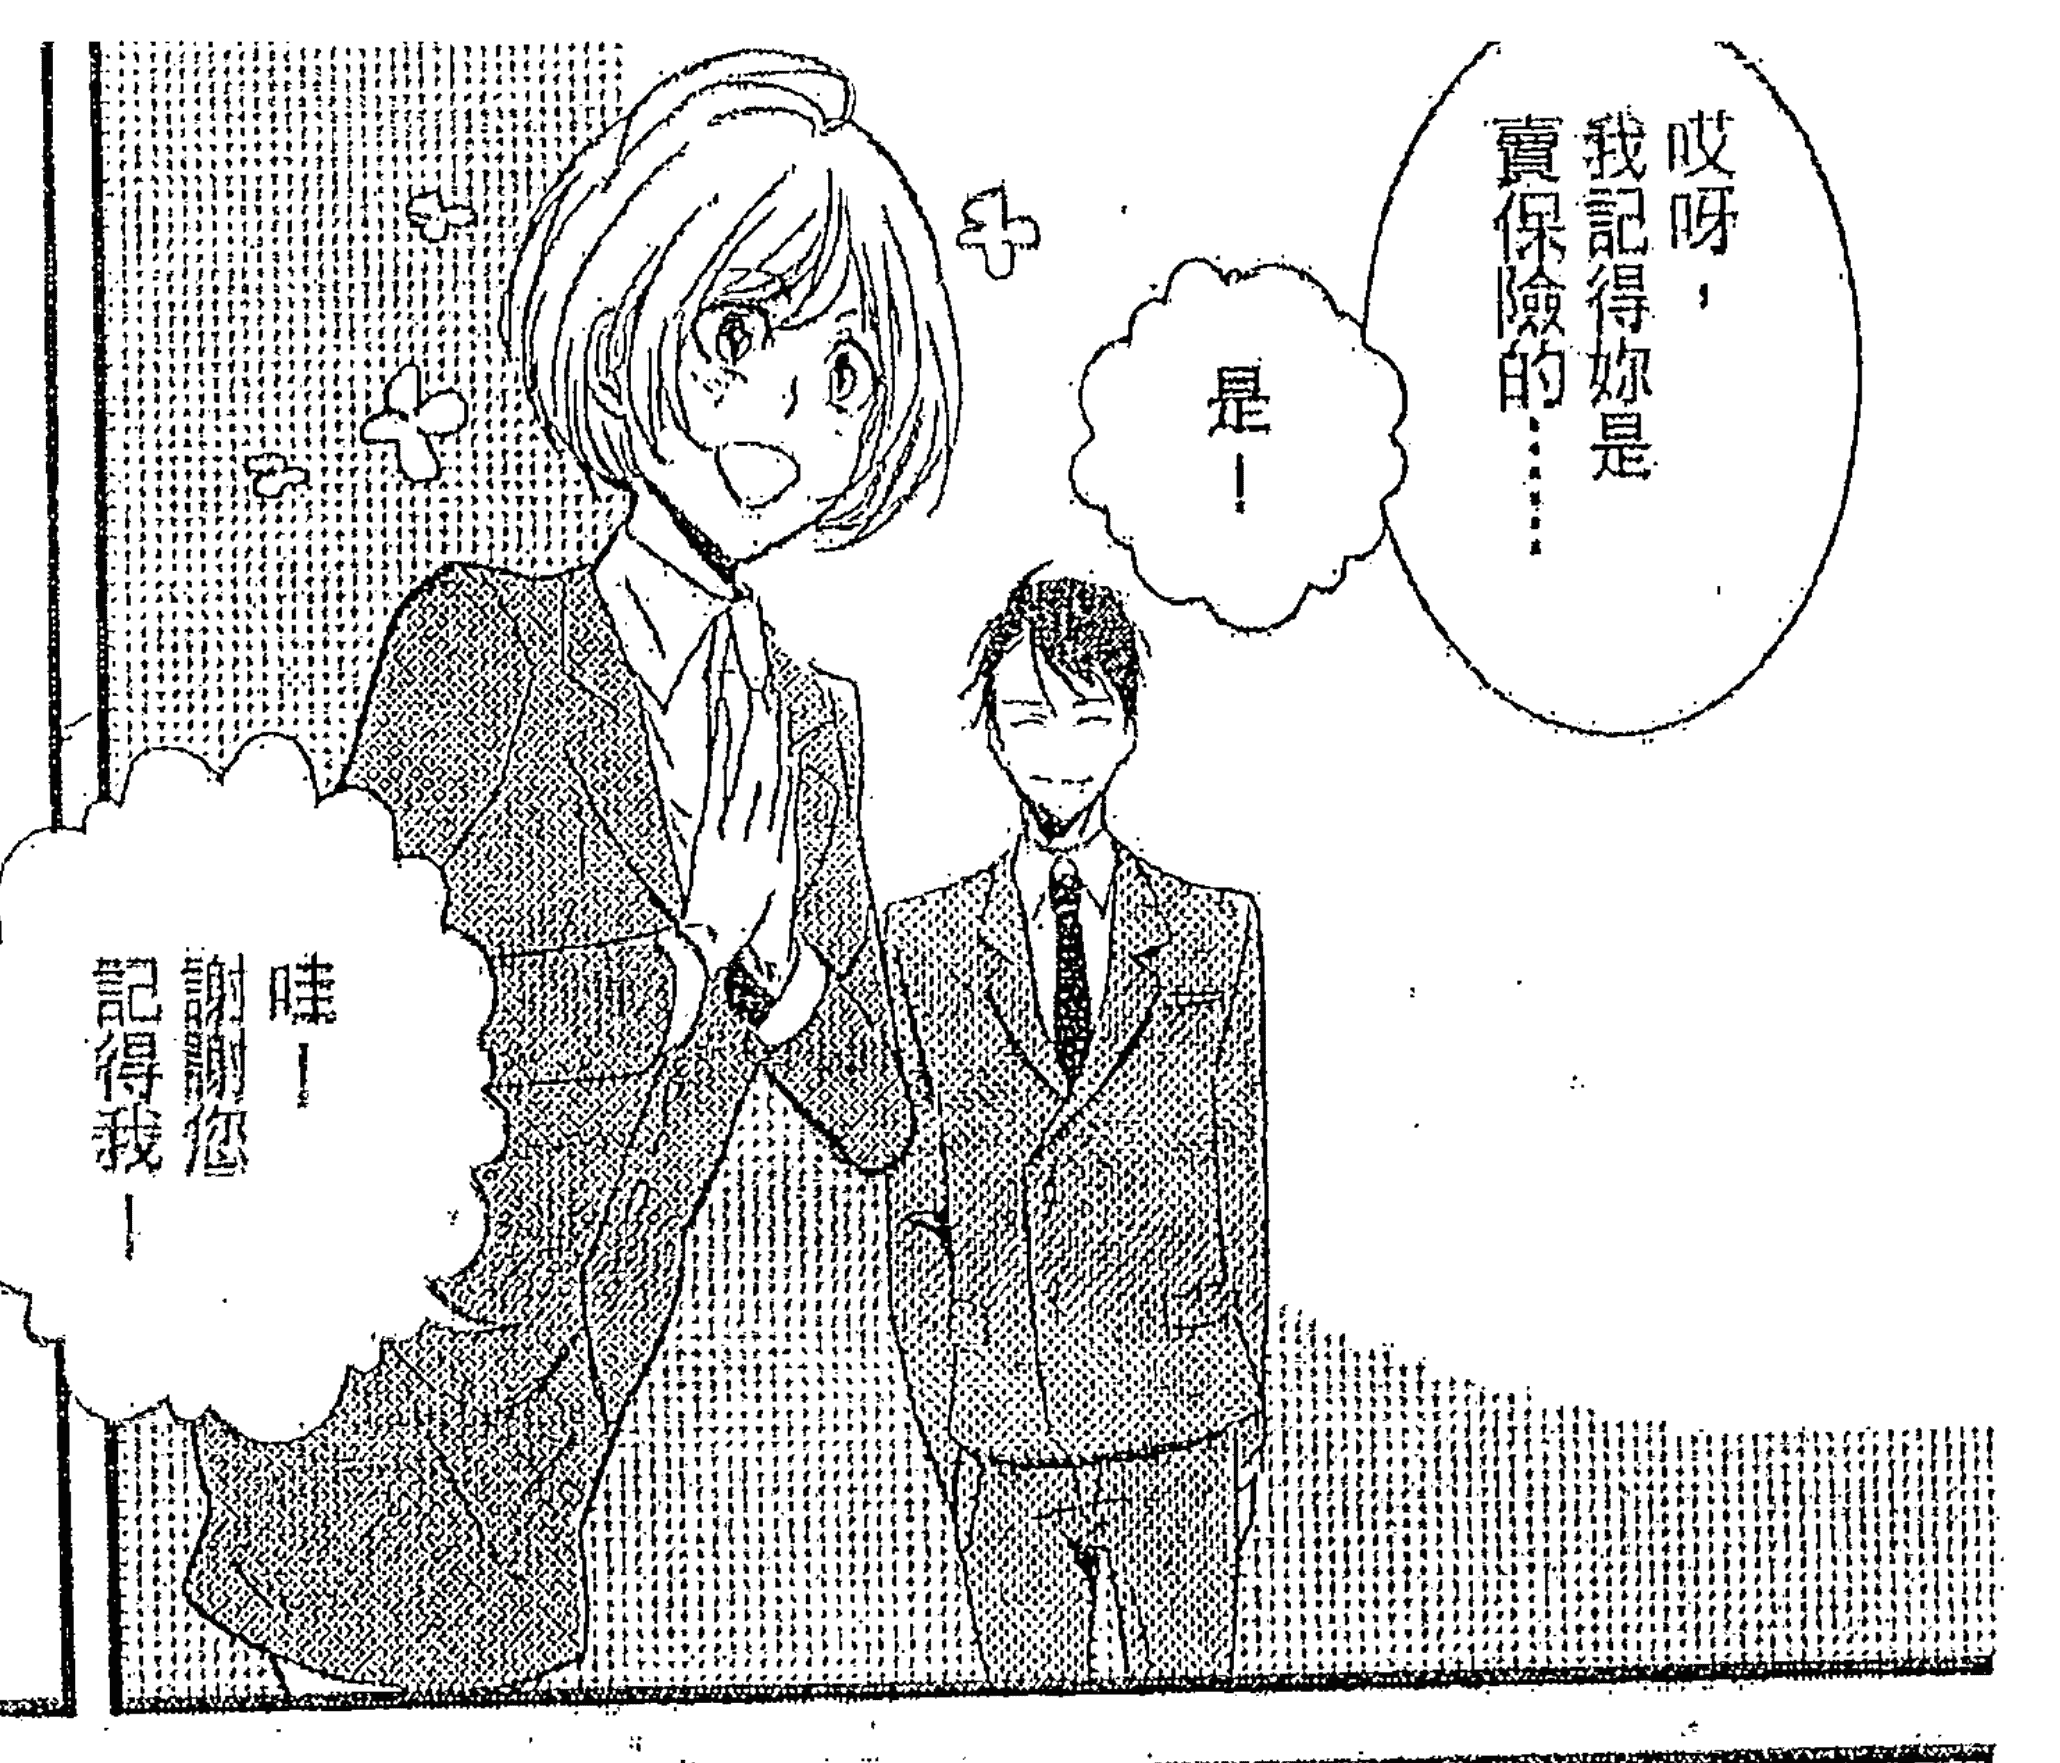 哎呀，
我記得妳是
賣保險的……
是—
哇—
謝謝您
記得我—